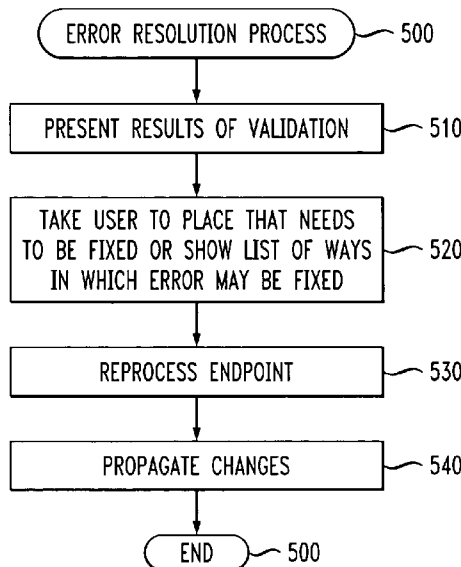 ERROR RESOLUTION PROCESS 500
PRESENT RESULTS OF VALIDATION 510
TAKE USER TO PLACE THAT NEEDS
TO BE FIXED OR SHOW LIST OF WAYS 520
IN WHICH ERROR MAY BE FIXED
REPROCESS ENDPOINT 530
PROPAGATE CHANGES 540
END 500